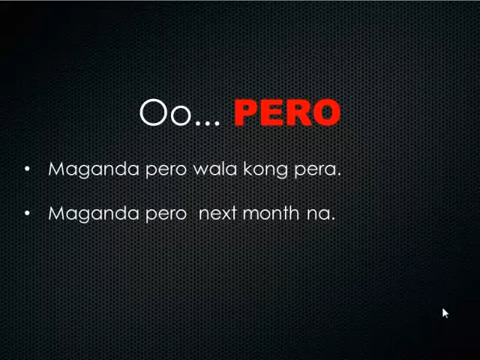 Oo... PERO
• Maganda pero wala kong pera.
• Maganda pero next month na.